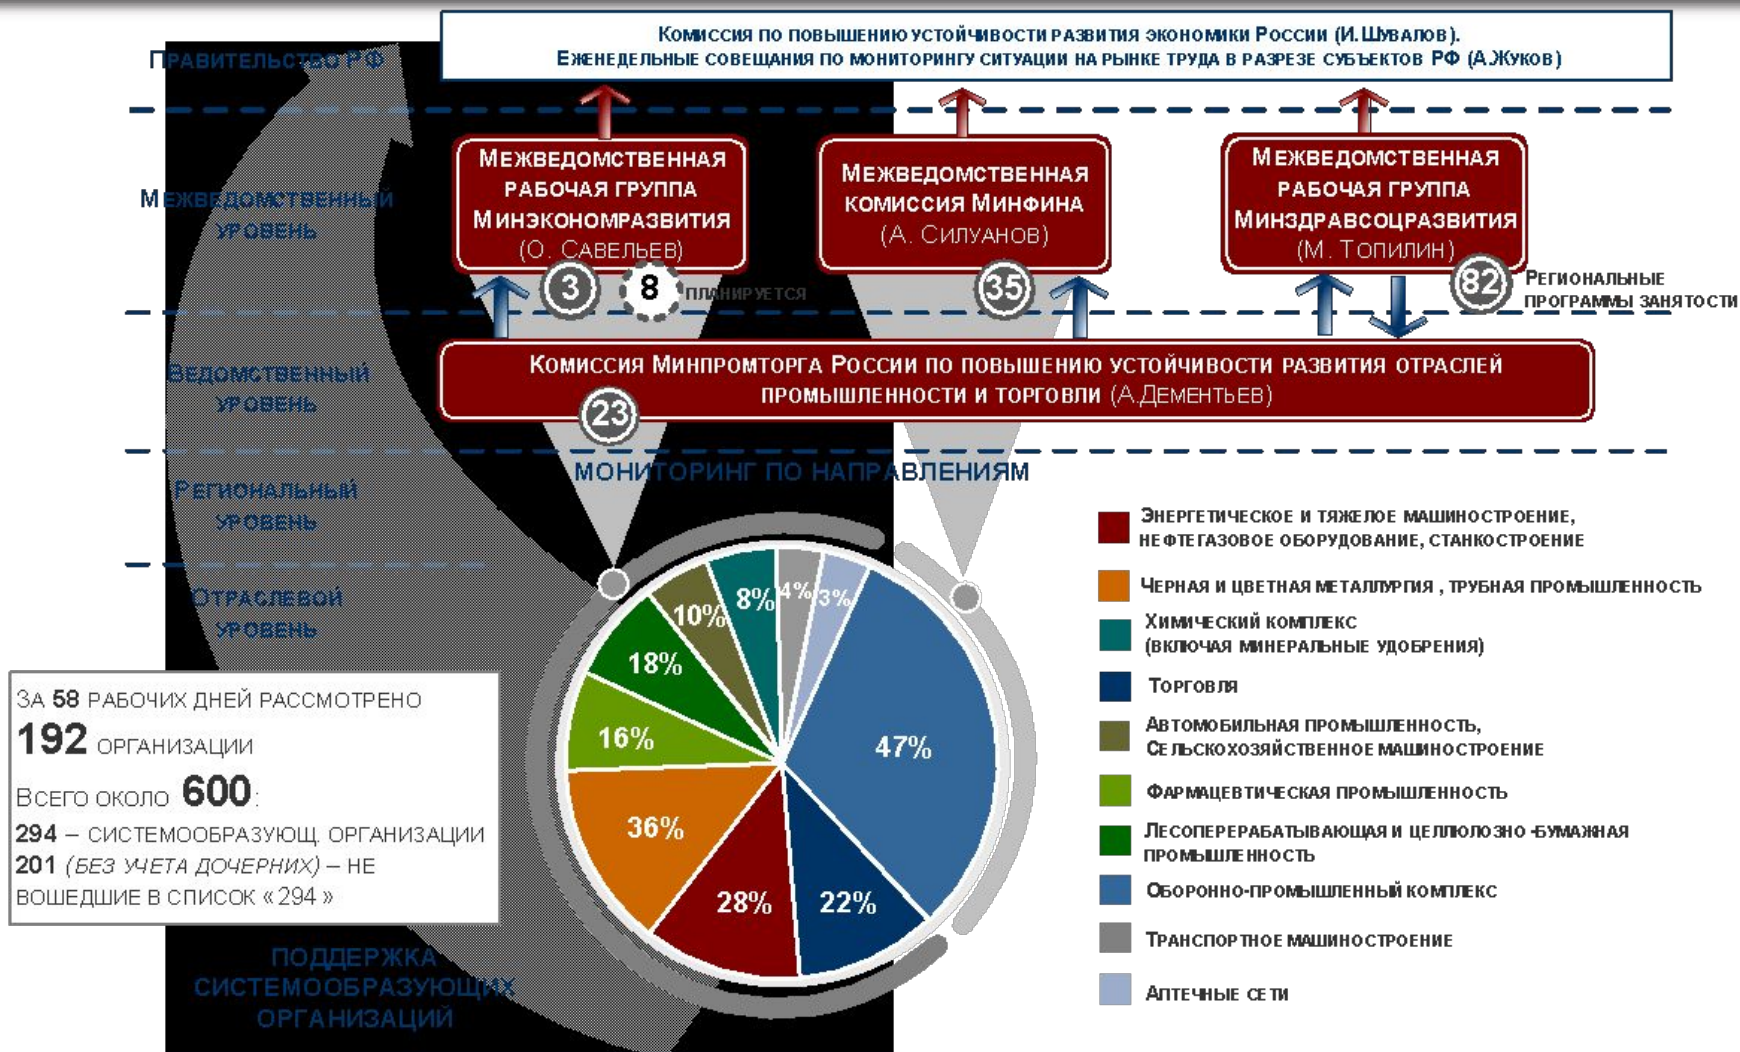 Комиссия по повышению устойчивости развития экономики России (И.Шувалов).
Еженедельные совещания по мониторингу ситуации на рынке труда в разрезе субъектов РФ (А.Жуков)
Правительство РФ
Межведомственный
уровень
Межведомственная
рабочая группа
Минэкономразвития
(О. Савельев)
3
8
планируется
Межведомственная
комиссия Минфина
(А. Силуанов)
35
Межведомственная
рабочая группа
Минздравсоцразвития
(М. Топилин)
82
Региональные
программы занятости
Ведомственный
уровень
Комиссия Минпромторга России по повышению устойчивости развития отраслей
промышленности и торговли (А.Дементьев)
23
Региональный
уровень
Мониторинг по направлениям
Отраслевой
уровень
За 58 рабочих дней рассмотрено
192 организации
Всего около 600:
294 – системообразующ. организации
201 (без учета дочерних) – не
вошедшие в список «294»
Поддержка
системообразующих
организаций
10%
8%
4%
3%
18%
16%
47%
36%
28%
22%
Энергетическое и тяжелое машиностроение,
нефтегазовое оборудование, станкостроение
Черная и цветная металлургия , трубная промышленность
Химический комплекс
(включая минеральные удобрения)
Торговля
Автомобильная промышленность,
Сельскохозяйственное машиностроение
Фармацевтическая промышленность
Лесоперерабатывающая и целлюлозно-бумажная
промышленность
Оборонно-промышленный комплекс
Транспортное машиностроение
Аптечные сети